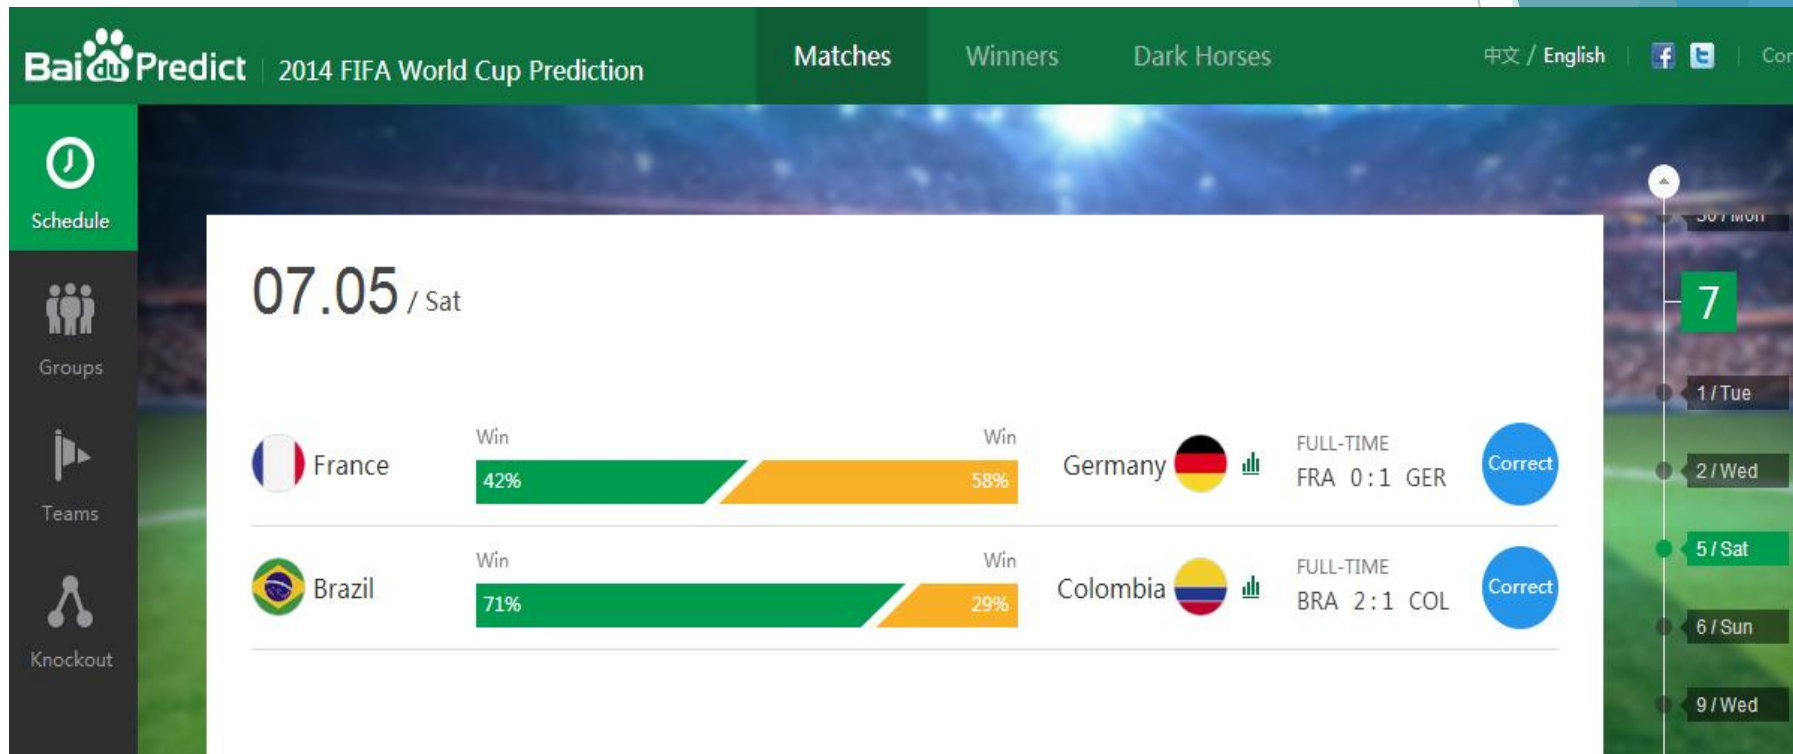 Bai du Predict 2014 FIFA World Cup Prediction Matches Winners Dark Horses 中文 / English
Schedule
Groups
Teams
Knockout
07.05 / Sat
Win Win
France 42% 58% Germany
FULL-TIME
FRA 0:1 GER
Correct
Win Win
Brazil 71% 29% Colombia
FULL-TIME
BRA 2:1 COL
Correct
7
1 / Tue
2 / Wed
5 / Sat
6 / Sun
9 / Wed